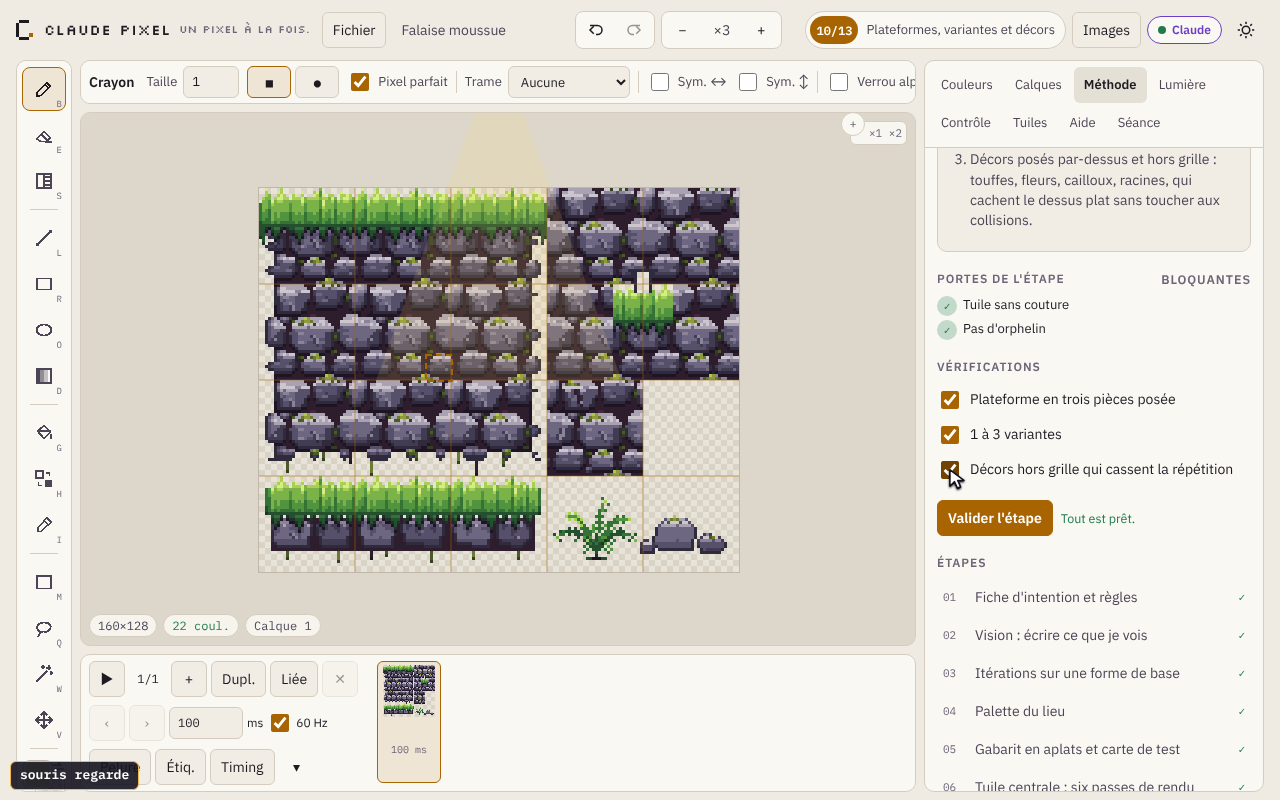 CLAUDE PIXEL UN PIXEL À LA FOIS. Fichier Falaise moussue − ×3 + 10/13 Plateformes, variantes et décors Images Claude
Crayon Taille 1 Pixel parfait Trame Aucune Sym. ↔ Sym. ↕ Verrou alp
Couleurs Calques Méthode Lumière
Contrôle Tuiles Aide Séance
B
E
S
L
R
O
D
G
H
I
M
Q
W
V
+ ×1 ×2
3. Décors posés par-dessus et hors grille :
touffes, fleurs, cailloux, racines, qui
cachent le dessus plat sans toucher aux
collisions.
PORTES DE L'ÉTAPE BLOQUANTES
Tuile sans couture
Pas d'orphelin
VÉRIFICATIONS
Plateforme en trois pièces posée
1 à 3 variantes
Décors hors grille qui cassent la répétition
Valider l'étape Tout est prêt.
ÉTAPES
01 Fiche d'intention et règles ✓
02 Vision : écrire ce que je vois ✓
03 Itérations sur une forme de base ✓
04 Palette du lieu ✓
05 Gabarit en aplats et carte de test ✓
06 Tuile centrale : six passes de rendu ✓
160×128 22 coul. Calque 1
1/1 + Dupl. Liée ×
‹ › 100 ms 60 Hz
Étiq. Timing ▼
100 ms
souris regarde